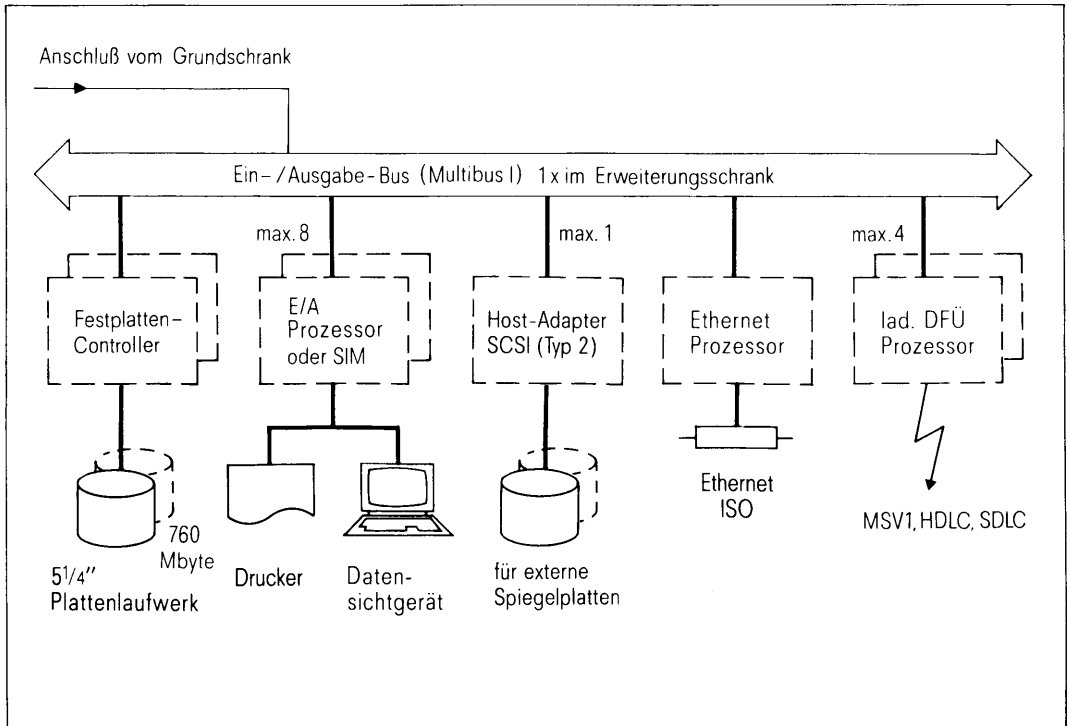 Anschluß vom Grundschrank
Ein-/Ausgabe-Bus (Multibus I) 1x im Erweiterungsschrank
max. 8
max. 1
max. 4
Festplatten-
Controller
E/A
Prozessor
oder SIM
Host-Adapter
SCSI (Typ 2)
Ethernet
Prozessor
lad. DFÜ
Prozessor
760
Mbyte
5 1/4"
Plattenlaufwerk
Drucker
Daten-
sichtgerät
für externe
Spiegelplatten
Ethernet
ISO
MSV1, HDLC, SDLC